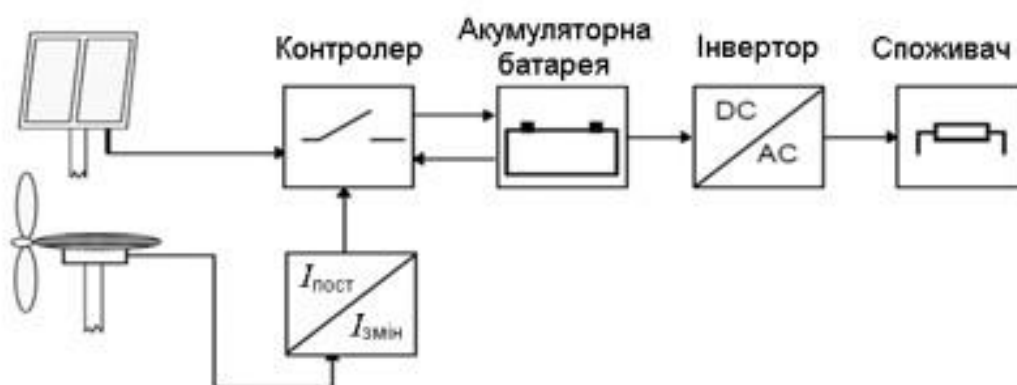 Контролер
Акумуляторна
батарея
Інвертор
Споживач
DC
AC
Iпост
Iзмін